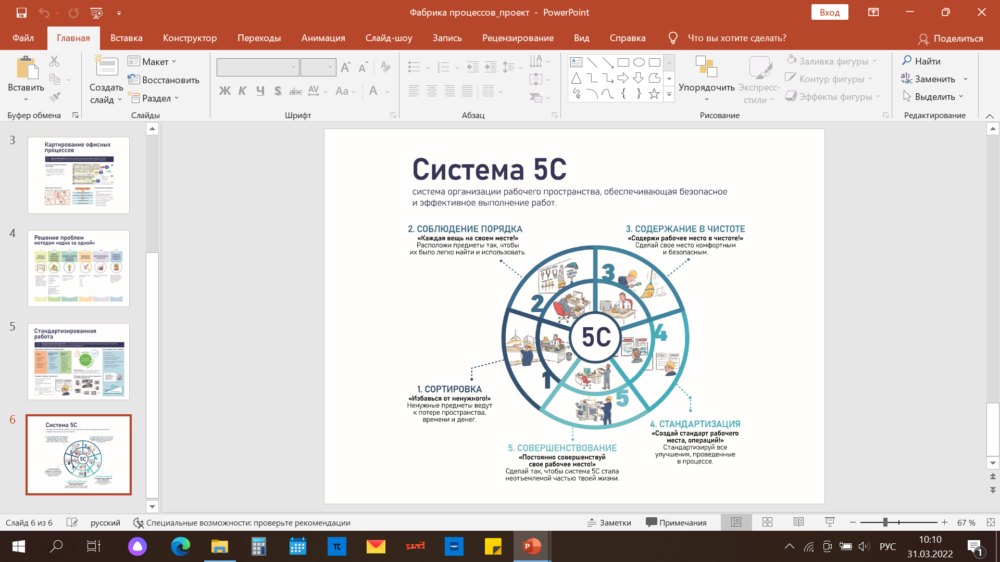 Фабрика процессов_проект - PowerPoint
Вход
Файл
Главная
Вставка
Конструктор
Переходы
Анимация
Слайд-шоу
Запись
Рецензирование
Вид
Справка
Что вы хотите сделать?
Поделиться
Вставить
Буфер обмена
Создать
слайд
Макет
Восстановить
Раздел
Слайды
Ж К Ч S abc AV Aa A
Шрифт
Абзац
Упорядочить
Экспресс-
стили
Заливка фигуры
Контур фигуры
Эффекты фигуры
Рисование
Найти
Заменить
Выделить
Редактирование
3
Картирование офисных
процессов
4
Решение проблем
методом «одна за одной»
5
Стандартизированная
работа
6
Система 5С
Система 5С
система организации рабочего пространства, обеспечивающая безопасное
и эффективное выполнение работ.
2. СОБЛЮДЕНИЕ ПОРЯДКА
«Каждая вещь на своем месте!»
Расположи предметы так, чтобы
их было легко найти и использовать.
3. СОДЕРЖАНИЕ В ЧИСТОТЕ
«Содержи рабочее место в чистоте!»
Сделай свое место комфортным
и безопасным.
3
2
4
5С
1
5
1. СОРТИРОВКА
«Избавься от ненужного!»
Ненужные предметы ведут
к потере пространства,
времени и денег.
4. СТАНДАРТИЗАЦИЯ
«Создай стандарт рабочего
места, операций!»
Стандартизируй все
улучшения, проведенные
в процессе.
5. СОВЕРШЕНСТВОВАНИЕ
«Постоянно совершенствуй
свое рабочее место!»
Сделай так, чтобы система 5С стала
неотъемлемой частью твоей жизни.
Слайд 6 из 6
русский
Специальные возможности: проверьте рекомендации
Заметки
Примечания
67 %
TC
РУС
10:10
31.03.2022
1